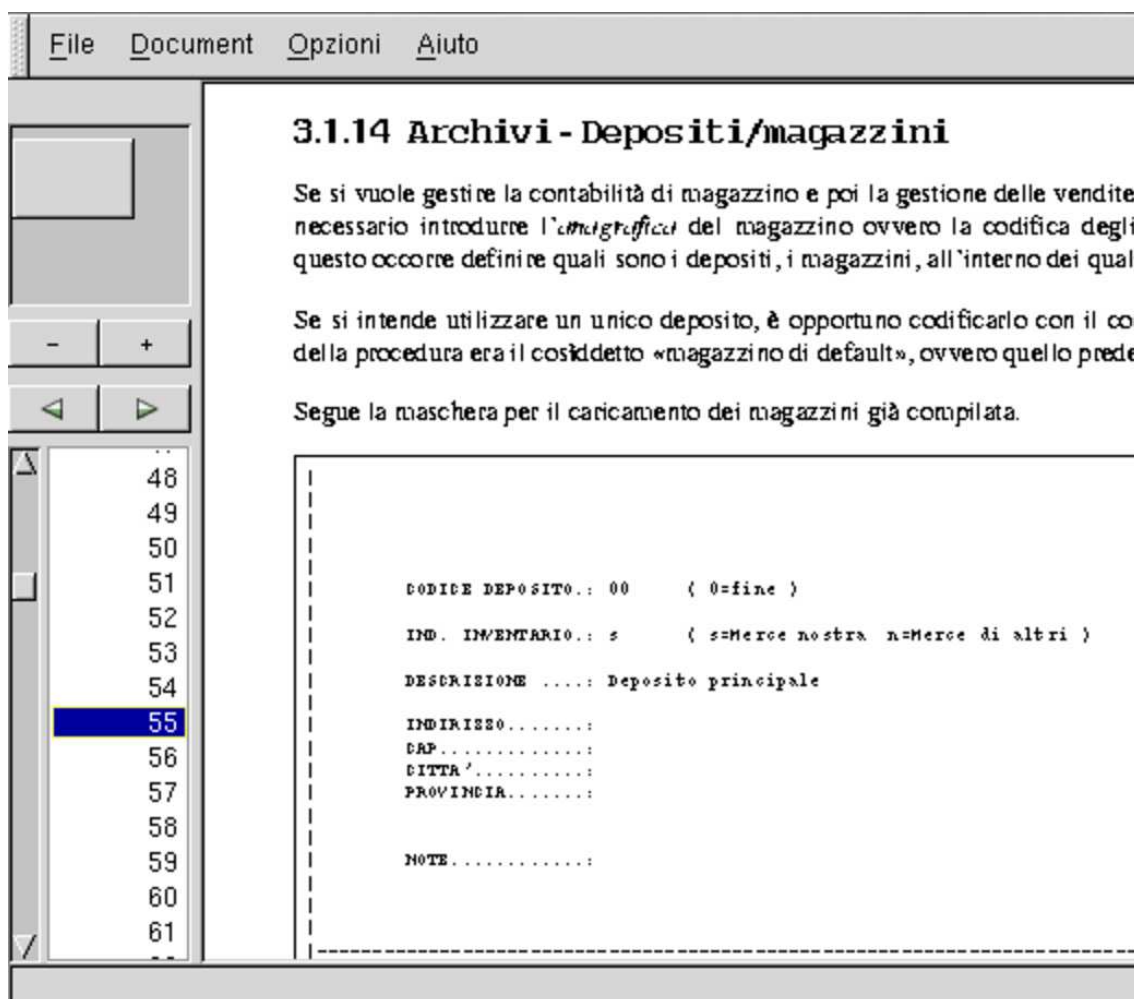 File Document Opzioni Aiuto
3.1.14 Archivi - Depositi/magazzini
Se si vuole gestire la contabilità di magazzino e poi la gestione delle vendite
necessario introdurre l'anagrafica del magazzino ovvero la codifica degli
questo occorre definire quali sono i depositi, i magazzini, all'interno dei qual
Se si intende utilizzare un unico deposito, è opportuno codificarlo con il co
della procedura era il cosiddetto «magazzino di default», ovvero quello prede
Segue la maschera per il caricamento dei magazzini già compilata.
- +
48
49
50
51
52
53
54
55
56
57
58
59
60
61
CODICE DEPOSITO.: 00 ( 0=fine )
IND. INVENTARIO.: s ( s=Merce nostra n=Merce di altri )
DESCRIZIONE ....: Deposito principale
INDIRIZZO.......:
CAP.............:
CITTA'..........:
PROVINCIA.......:
NOTE............: